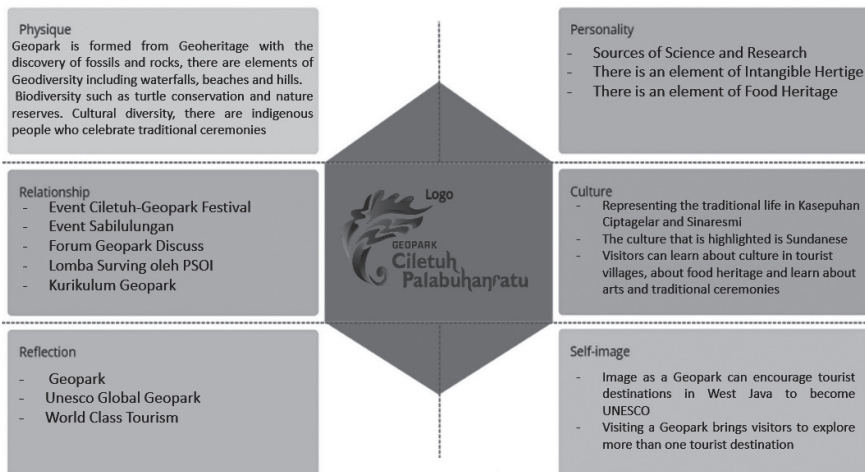 Physique
Geopark is formed from Geoheritage with the
discovery of fossils and rocks, there are elements of
Geodiversity including waterfalls, beaches and hills.
Biodiversity such as turtle conservation and nature
reserves. Cultural diversity, there are indigenous
people who celebrate traditional ceremonies
Personality
- Sources of Science and Research
- There is an element of Intangible Hertige
- There is an element of Food Heritage
Relationship
- Event Ciletuh-Geopark Festival
- Event Sabilulungan
- Forum Geopark Discuss
- Lomba Surving oleh PSOI
- Kurikulum Geopark
Logo
GEOPARK
Ciletuh
Palabuhanratu
Culture
- Representing the traditional life in Kasepuhan
Ciptagelar and Sinaresmi
- The culture that is highlighted is Sundanese
- Visitors can learn about culture in tourist
villages, about food heritage and learn about
arts and traditional ceremonies
Reflection
- Geopark
- Unesco Global Geopark
- World Class Tourism
Self-image
- Image as a Geopark can encourage tourist
destinations in West Java to become
UNESCO
- Visiting a Geopark brings visitors to explore
more than one tourist destination